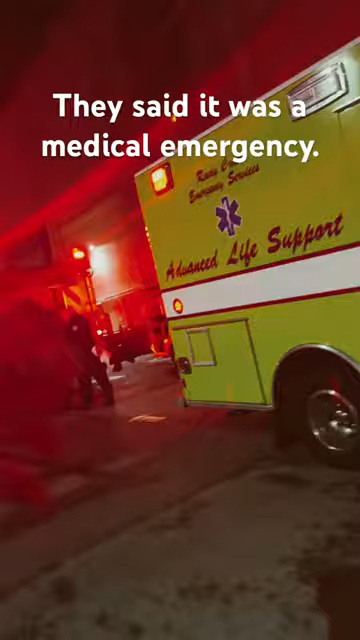 They said it was a
medical emergency.
Emergency Services
Advanced Life Support